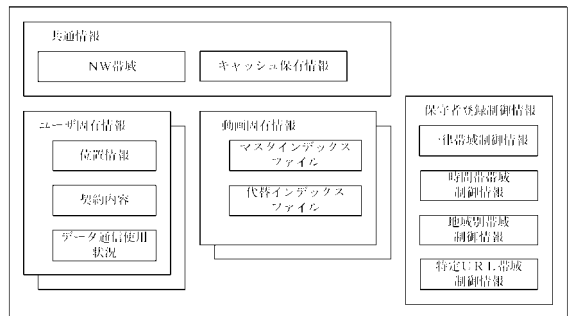 共通情報
NW帯域
キャッシュ保有情報
ユーザ固有情報
位置情報
契約内容
データ通信使用
状況
動画固有情報
マスタインデックス
ファイル
代替インデックス
ファイル
保守者登録制御情報
一律帯域制御情報
時間帯帯域
制御情報
地域別帯域
制御情報
特定URL帯域
制御情報